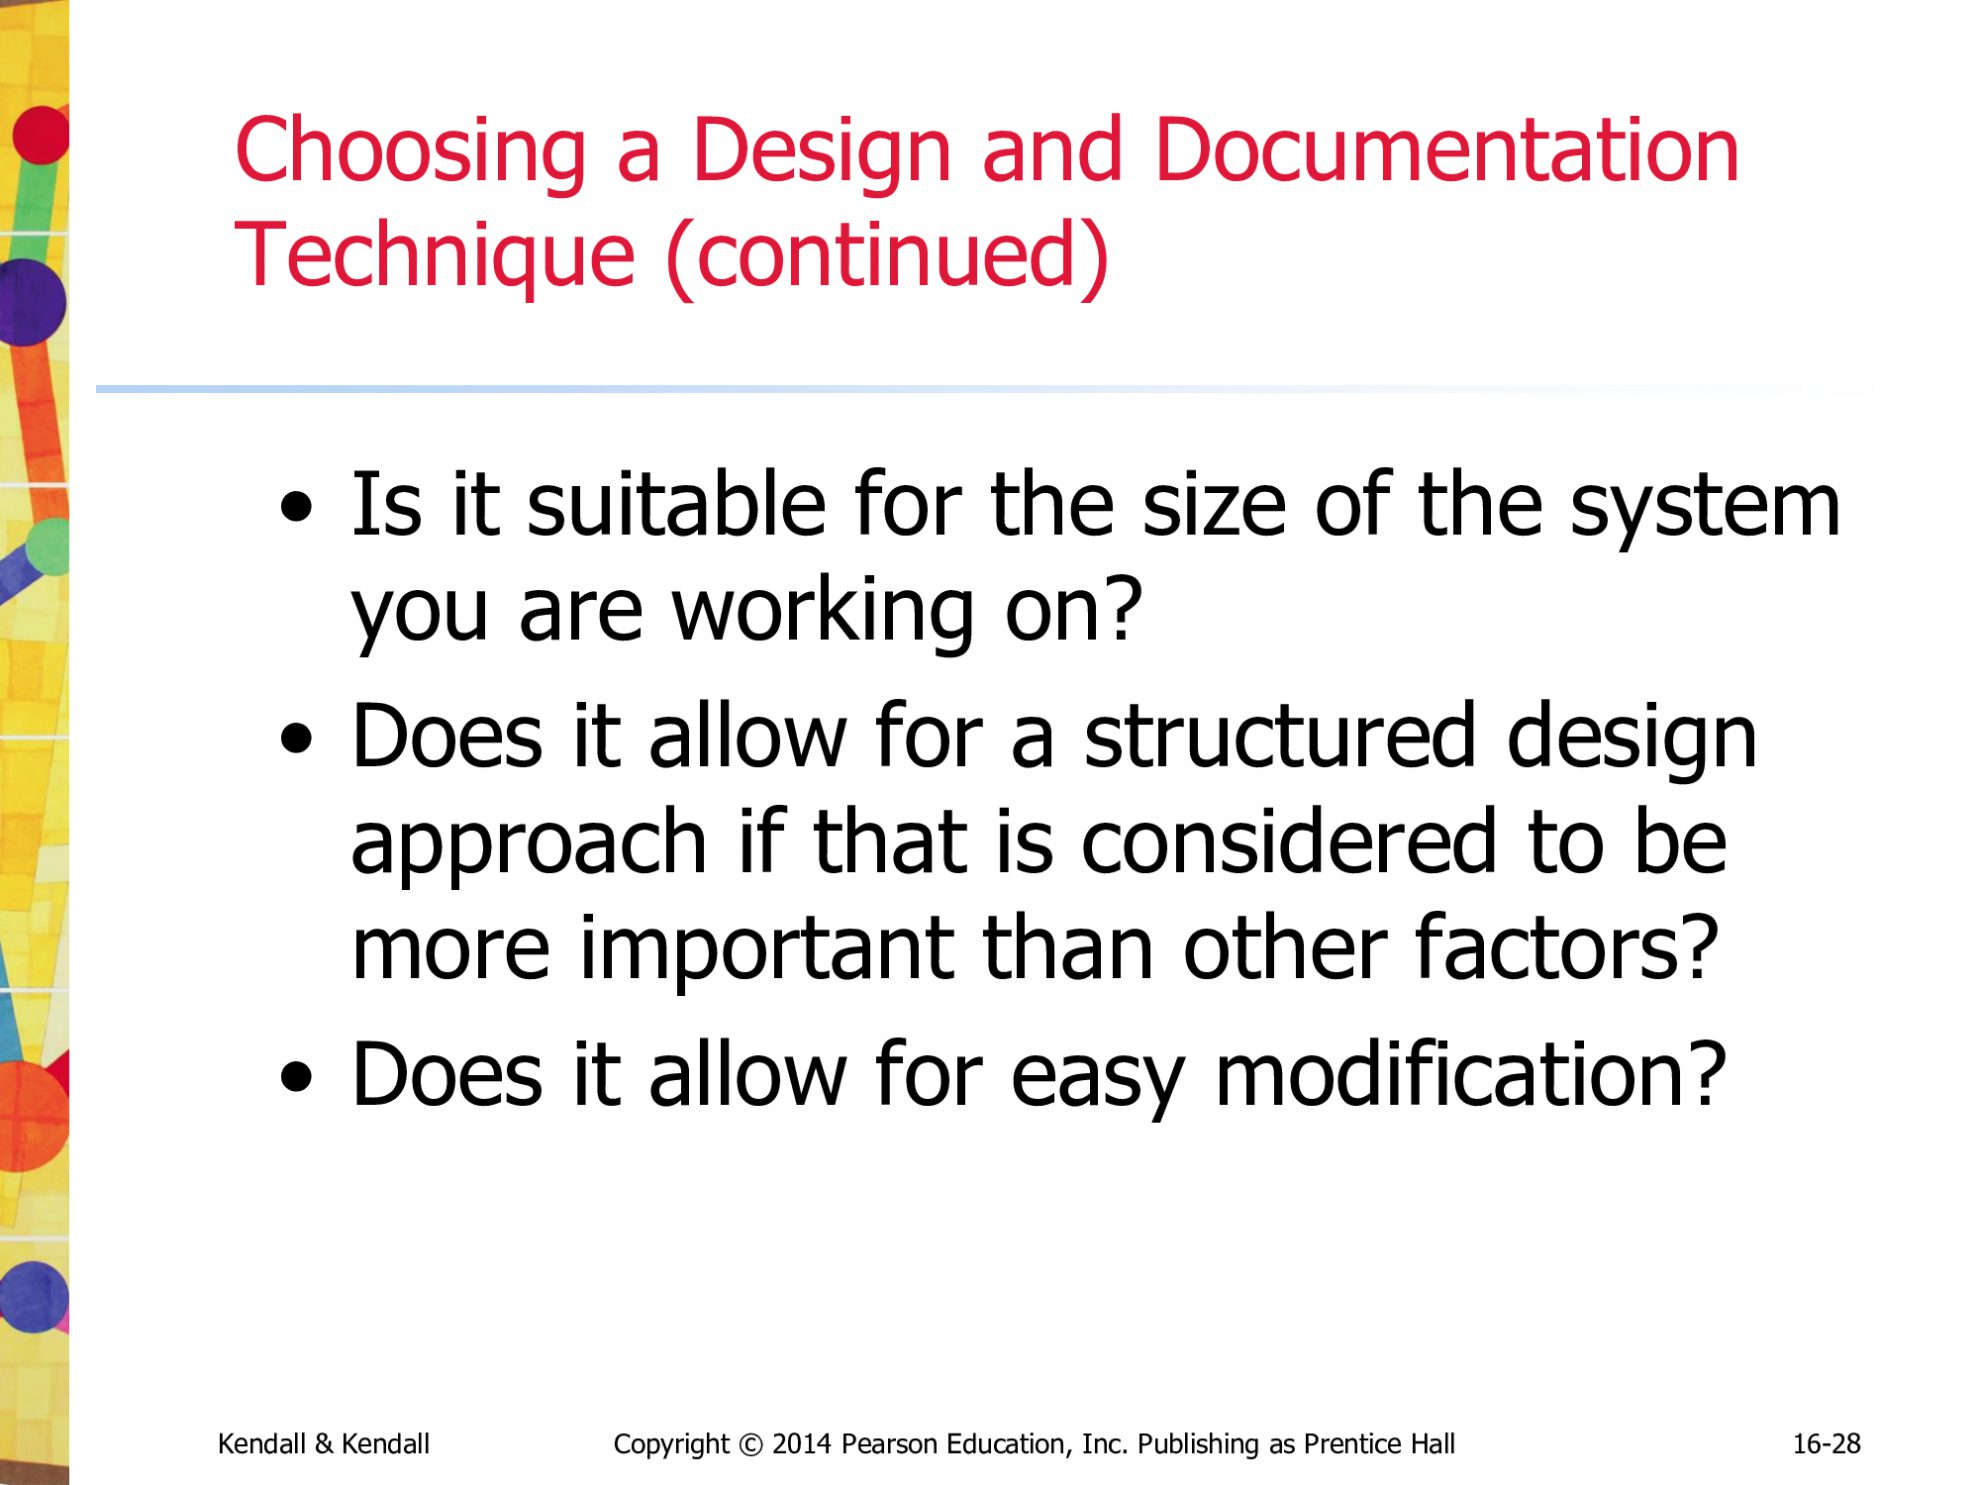 Choosing a Design and Documentation
Technique (continued)
• Is it suitable for the size of the system
you are working on?
• Does it allow for a structured design
approach if that is considered to be
more important than other factors?
• Does it allow for easy modification?
Kendall & Kendall
Copyright © 2014 Pearson Education, Inc. Publishing as Prentice Hall
16-28